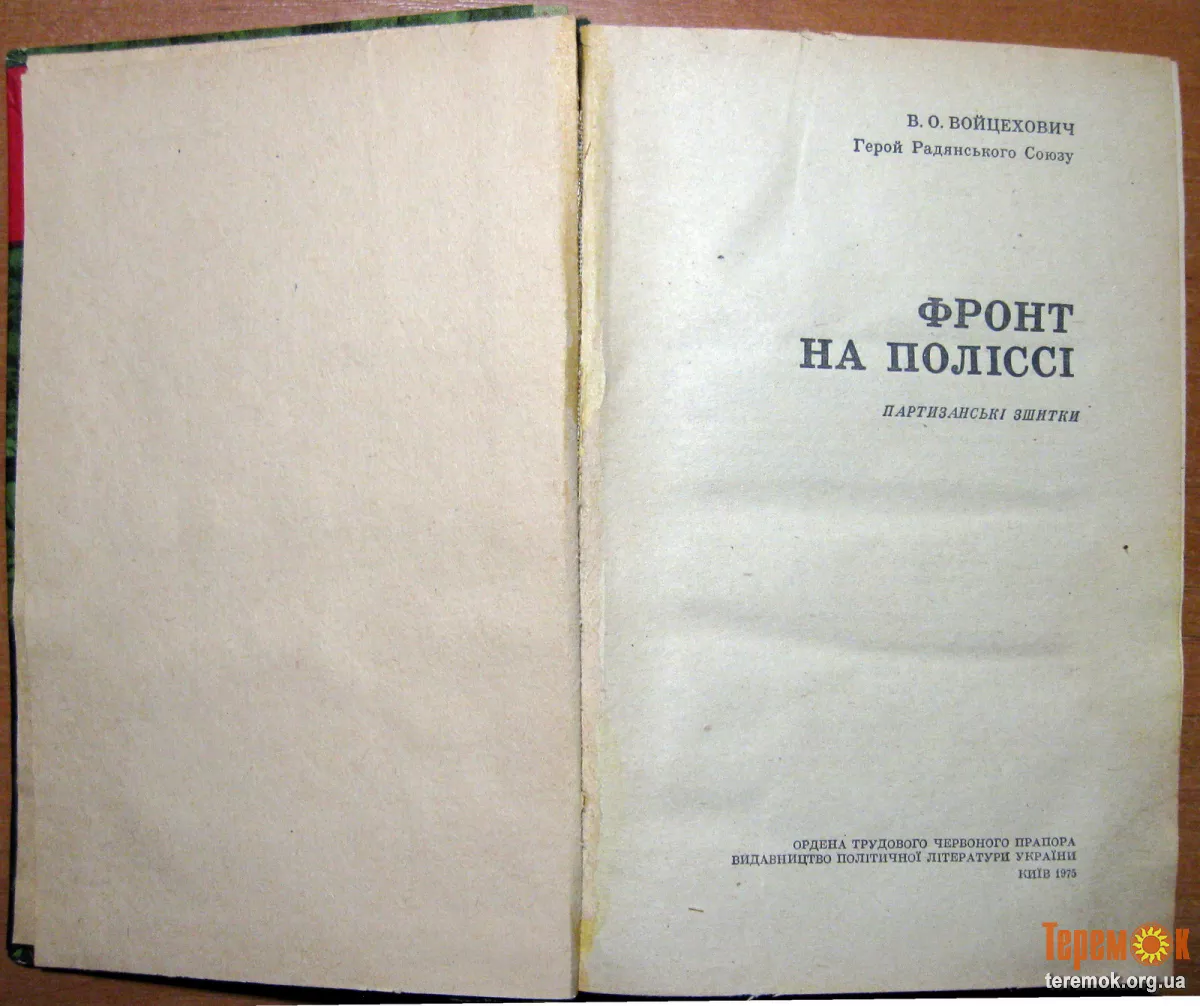 В. О. ВОЙЦЕХОВИЧ
Герой Радянського Союзу
ФРОНТ
НА ПОЛІССІ
ПАРТИЗАНСЬКІ ЗШИТКИ
ОРДЕНА ТРУДОВОГО ЧЕРВОНОГО ПРАПОРА
ВИДАВНИЦТВО ПОЛІТИЧНОЇ ЛІТЕРАТУРИ УКРАЇНИ
КИЇВ 1975
Теремок
teremok.org.ua